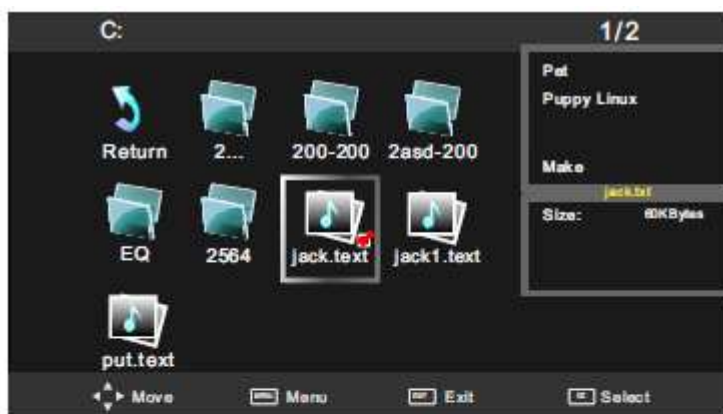 C: 1/2
Return 2... 200-200 2asd-200
EQ 2564 jack.text jack1.text
put.text
Pet
Puppy Linux
Make
jack.txt
Size: 60KBytes
Move Menu Exit Select